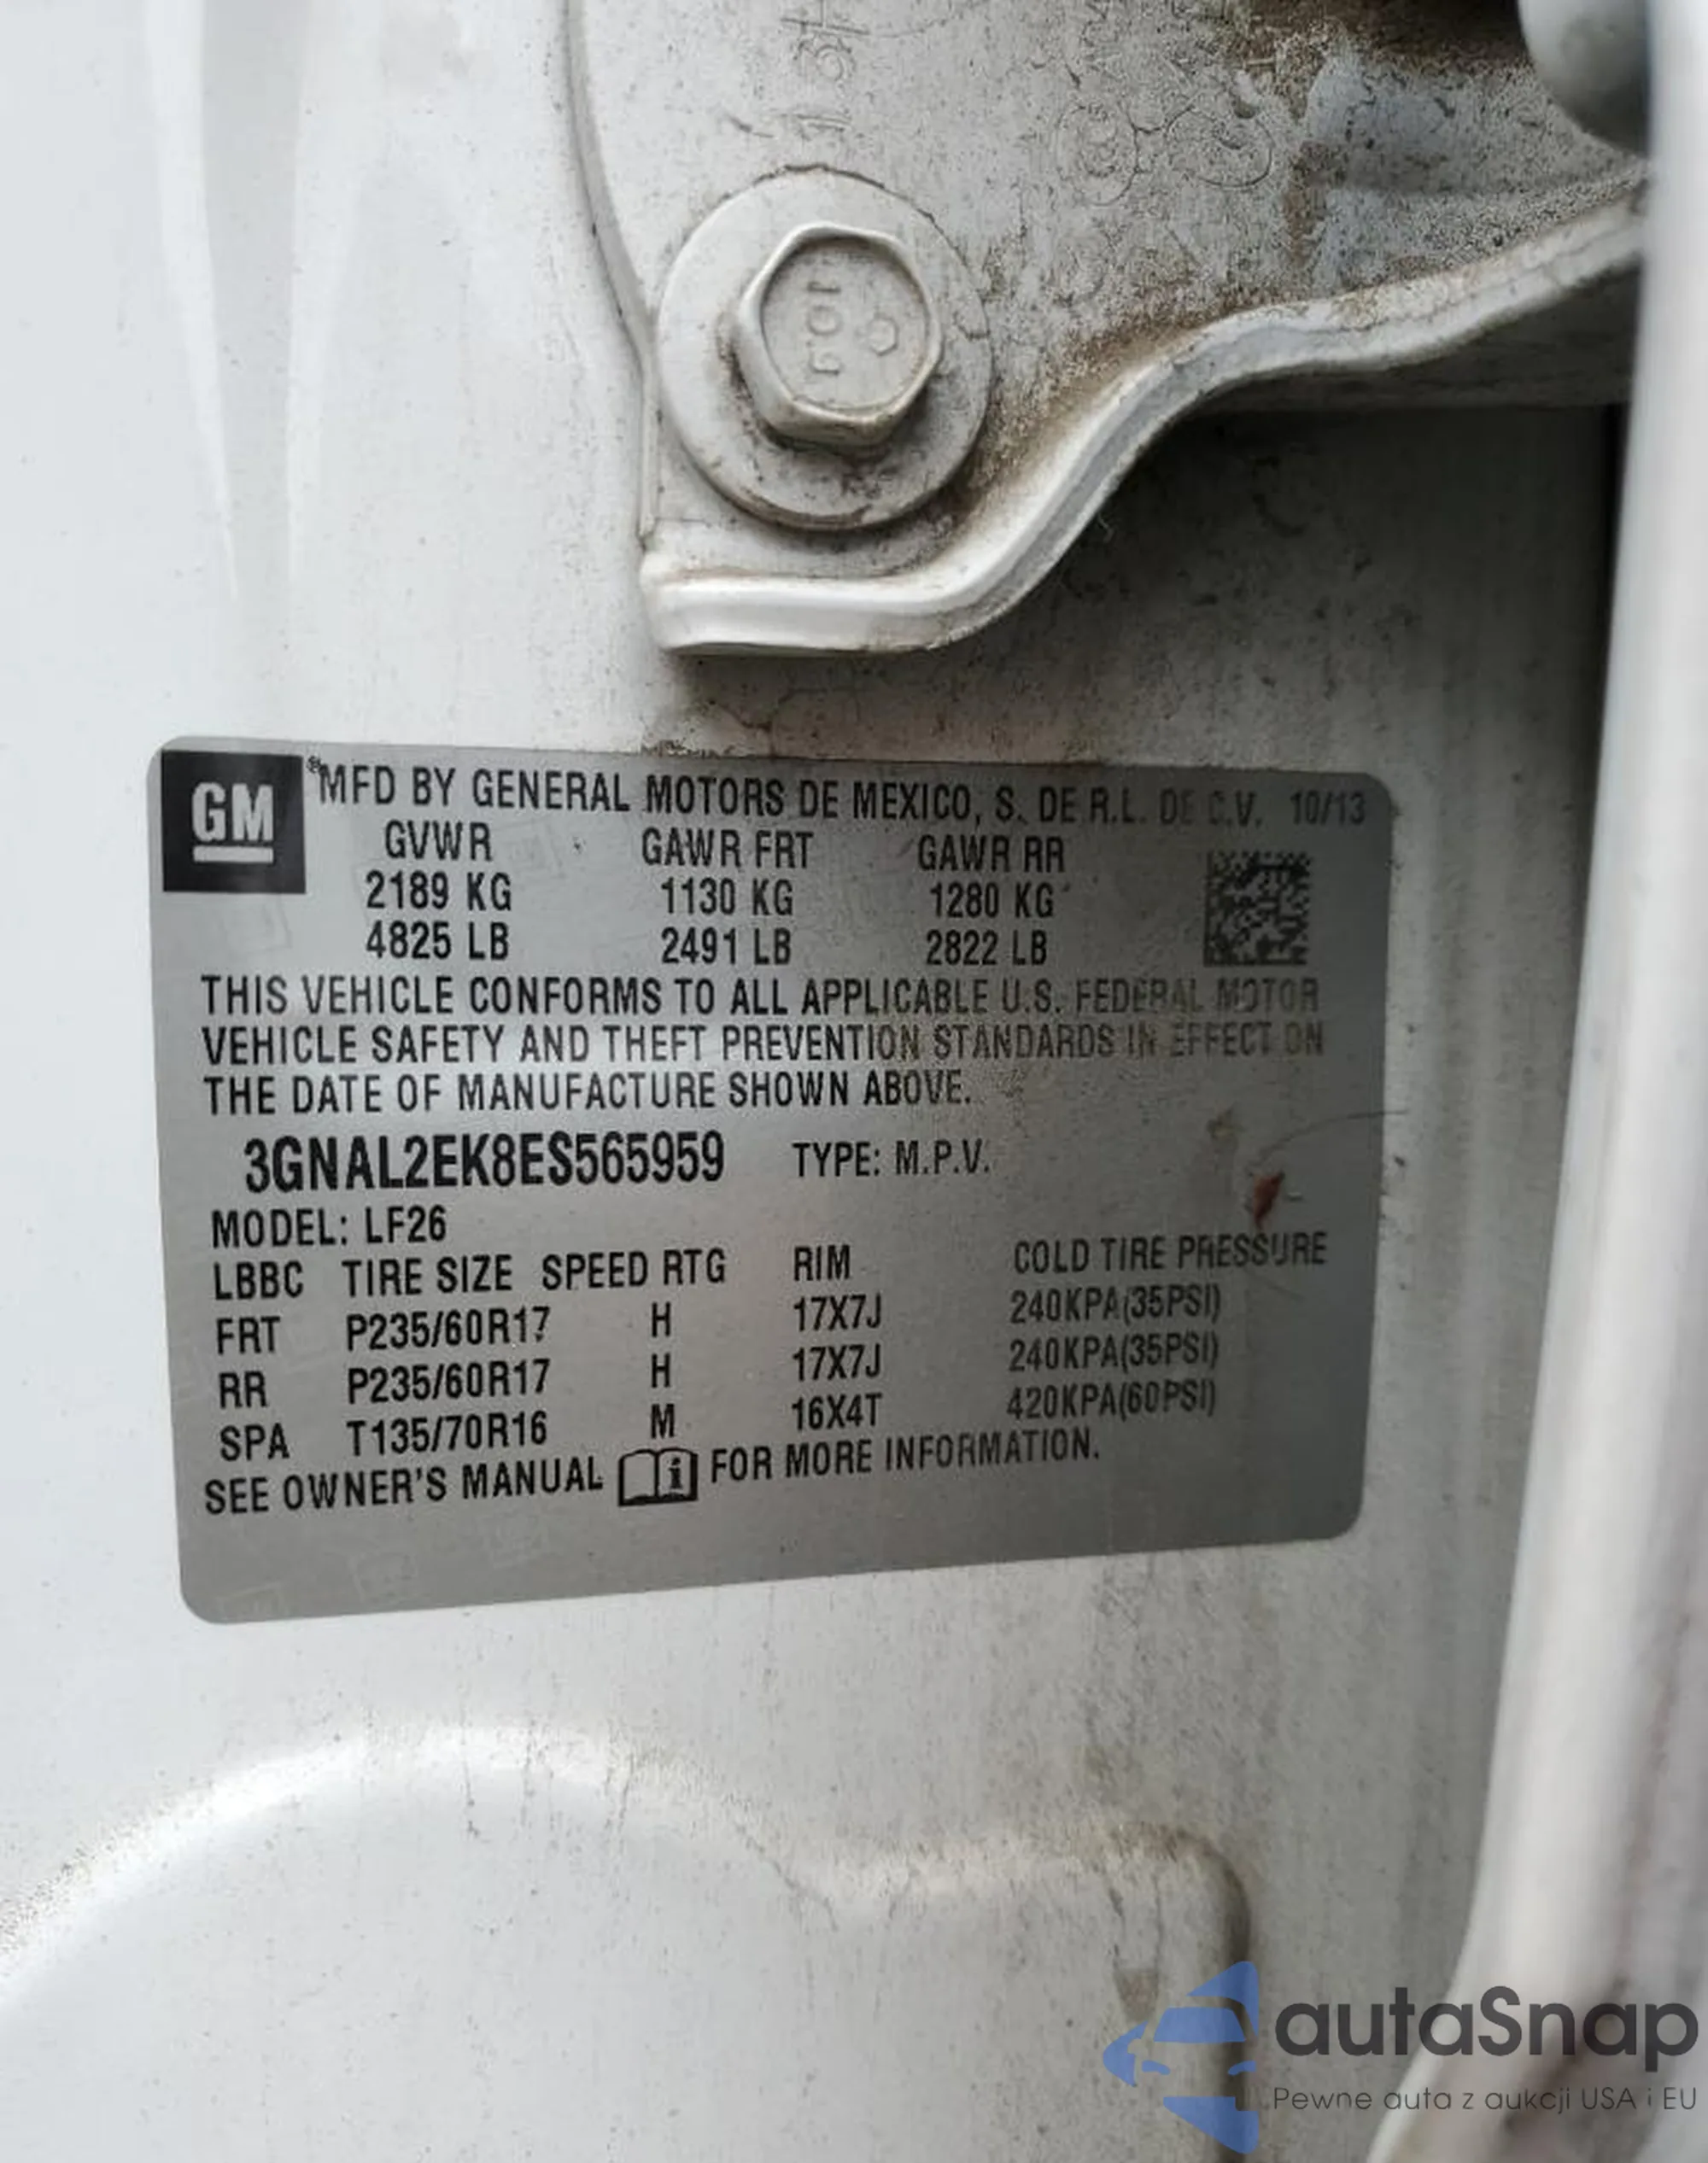 GM
®MFD BY GENERAL MOTORS DE MEXICO, S. DE R.L. DE C.V. 10/13
GVWR GAWR FRT GAWR RR
2189 KG 1130 KG 1280 KG
4825 LB 2491 LB 2822 LB
THIS VEHICLE CONFORMS TO ALL APPLICABLE U.S. FEDERAL MOTOR
VEHICLE SAFETY AND THEFT PREVENTION STANDARDS IN EFFECT ON
THE DATE OF MANUFACTURE SHOWN ABOVE.
3GNAL2EK8ES565959 TYPE: M.P.V.
MODEL: LF26
LBBC TIRE SIZE SPEED RTG RIM COLD TIRE PRESSURE
FRT P235/60R17 H 17X7J 240KPA(35PSI)
RR P235/60R17 H 17X7J 240KPA(35PSI)
SPA T135/70R16 M 16X4T 420KPA(60PSI)
SEE OWNER'S MANUAL FOR MORE INFORMATION.
autaSnap
Pewne auta z aukcji USA i EU